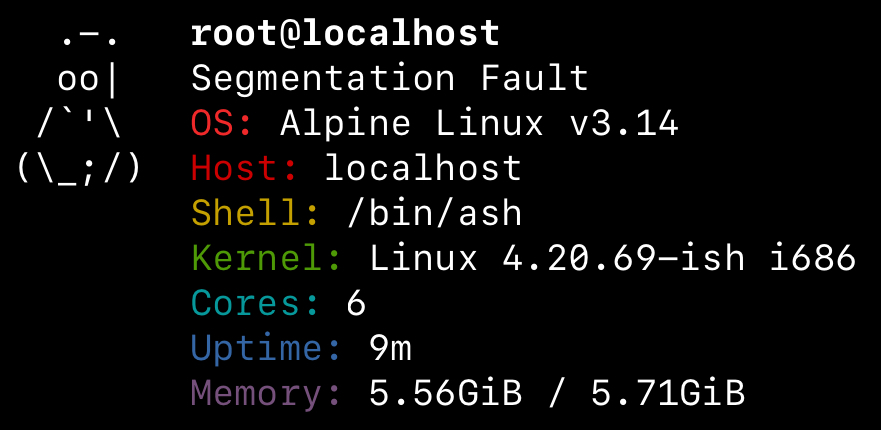 .-.   root@localhost
   oo|   Segmentation Fault
  /`'\   OS: Alpine Linux v3.14
 (\_;/)  Host: localhost
         Shell: /bin/ash
         Kernel: Linux 4.20.69-ish i686
         Cores: 6
         Uptime: 9m
         Memory: 5.56GiB / 5.71GiB